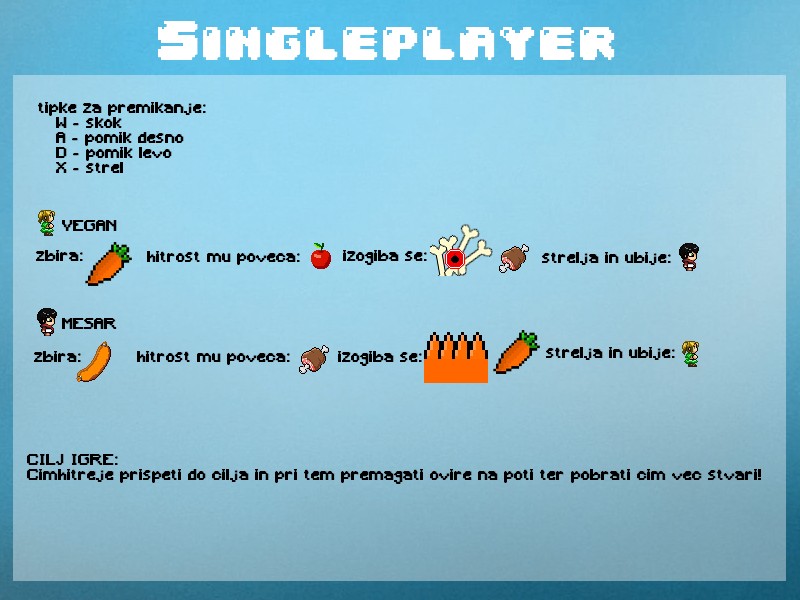 Singleplayer
tipke za premikanje:
W - skok
A - pomik desno
D - pomik levo
X - strel
VEGAN
zbira: hitrost mu poveca: izogiba se: strelja in ubije:
MESAR
zbira: hitrost mu poveca: izogiba se: strelja in ubije:
CILJ IGRE:
Cimhitreje prispeti do cilja in pri tem premagati ovire na poti ter pobrati cim vec stvari!